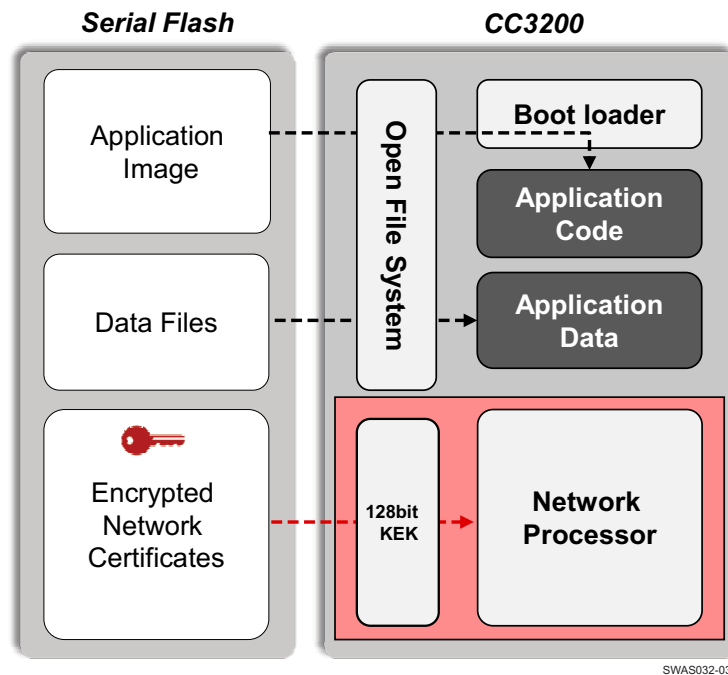 Serial Flash
CC3200
Application
Image
Data Files
Encrypted
Network
Certificates
Open File System
Boot loader
Application
Code
Application
Data
128bit
KEK
Network
Processor
SWAS032-03